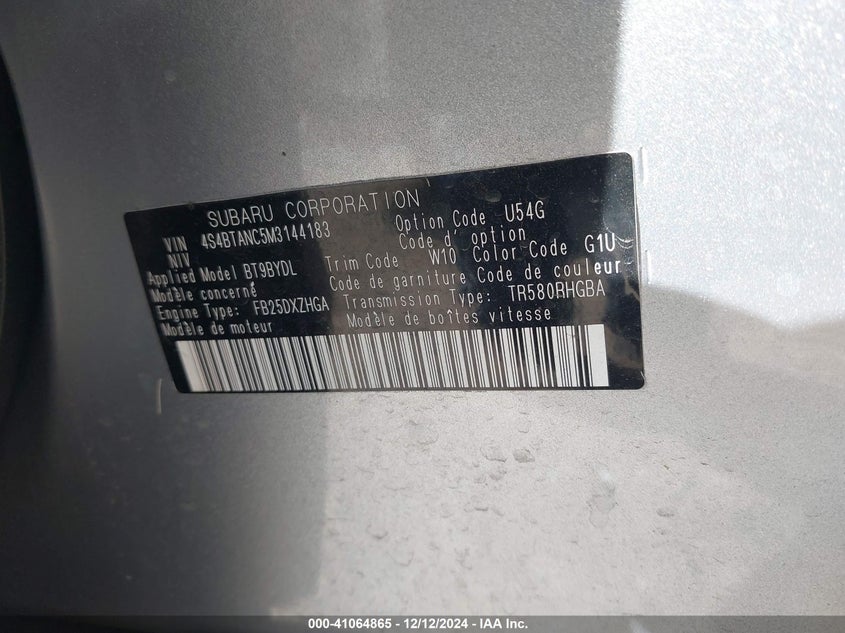 SUBARU CORPORATION
VIN 4S4BTANC5M3144183 Option Code U54G
NIV Code d' option
Applied Model BT9BYDL Trim Code W10 Color Code G1U
Modèle concerné Code de garniture Code de couleur
Engine Type: FB25DXZHGA Transmission Type: TR580RHGBA
Modèle de moteur Modèle de boîtes vitesse
000-41064865 - 12/12/2024 - IAA Inc.